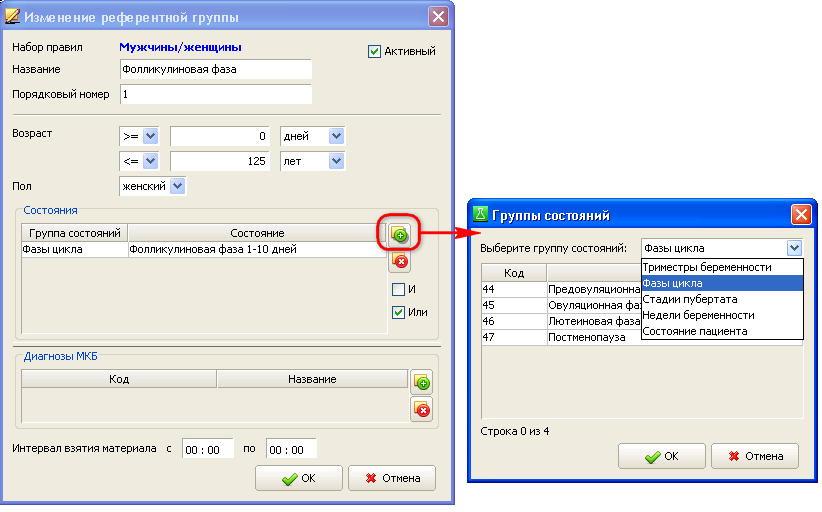 Изменение референтной группы
Набор правил Мужчины/женщины
Активный
Название Фолликулиновая фаза
Порядковый номер 1
Возраст >= 0 дней
<= 125 лет
Пол женский
Состояния
Группа состояний Состояние
Фазы цикла Фолликулиновая фаза 1-10 дней
И
Или
Диагнозы МКБ
Код Название
Интервал взятия материала с 00 : 00 по 00 : 00
OK Отмена
Группы состояний
Выберите группу состояний: Фазы цикла
Код
Триместры беременности
Фазы цикла
Стадии пубертата
Недели беременности
Состояние пациента
44 Предовуляционна
45 Овуляционная фа
46 Лютеиновая фаза
47 Постменопауза
Строка 0 из 4
OK Отмена